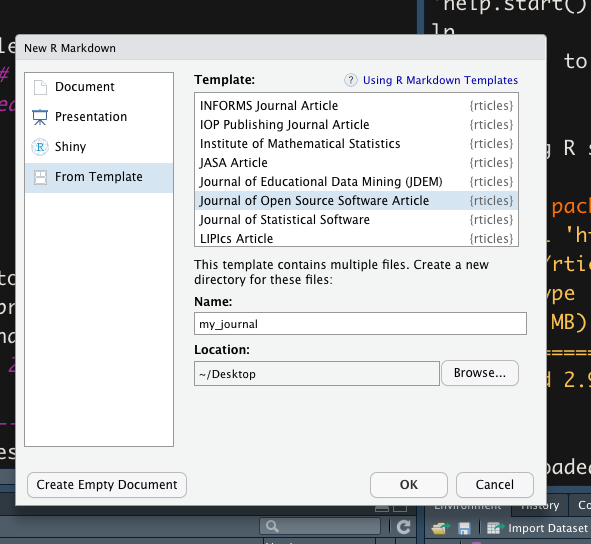 'help.start()
ln
to
New R Markdown
Document
Presentation
Shiny
From Template
Template:
Using R Markdown Templates
INFORMS Journal Article {rticles}
IOP Publishing Journal Article {rticles}
Institute of Mathematical Statistics {rticles}
JASA Article {rticles}
Journal of Educational Data Mining (JDEM) {rticles}
Journal of Open Source Software Article {rticles}
Journal of Statistical Software {rticles}
LIPIcs Article {rticles}
This template contains multiple files. Create a new
directory for these files:
Name:
my_journal
Location:
~/Desktop
Browse...
Create Empty Document
OK
Cancel
R s
pack
'ht
/rtic
ype
MB)
=====
d 2.9
oaded
Environment
History
Co
Import Dataset